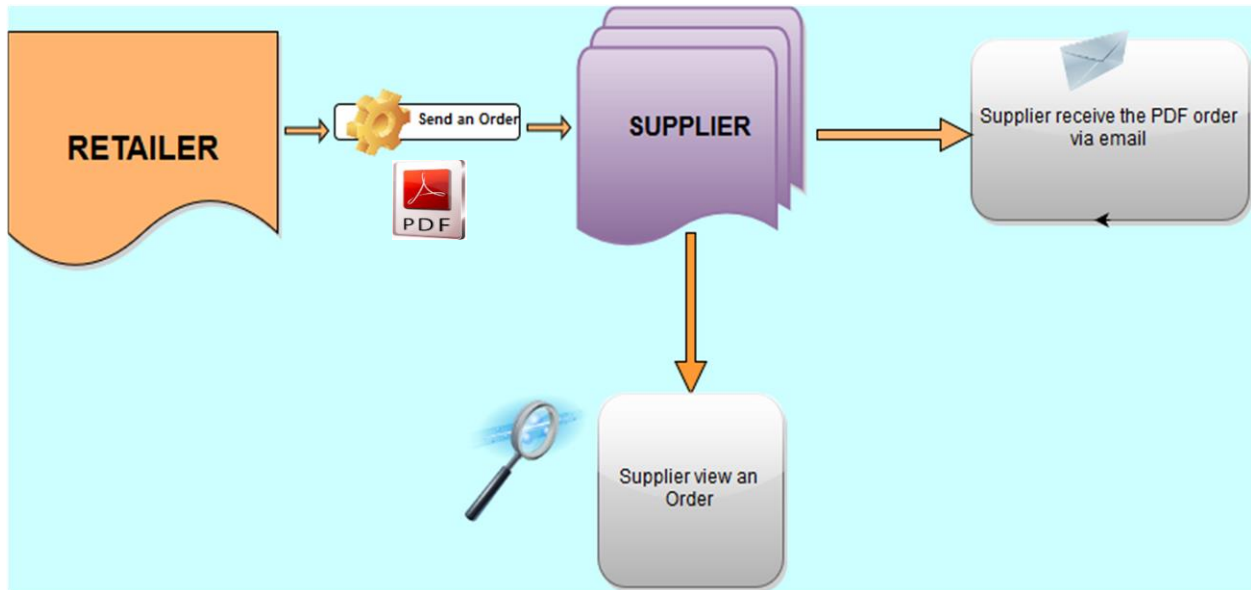 RETAILER
Send an Order
PDF
SUPPLIER
Supplier receive the PDF order
via email
Supplier view an
Order